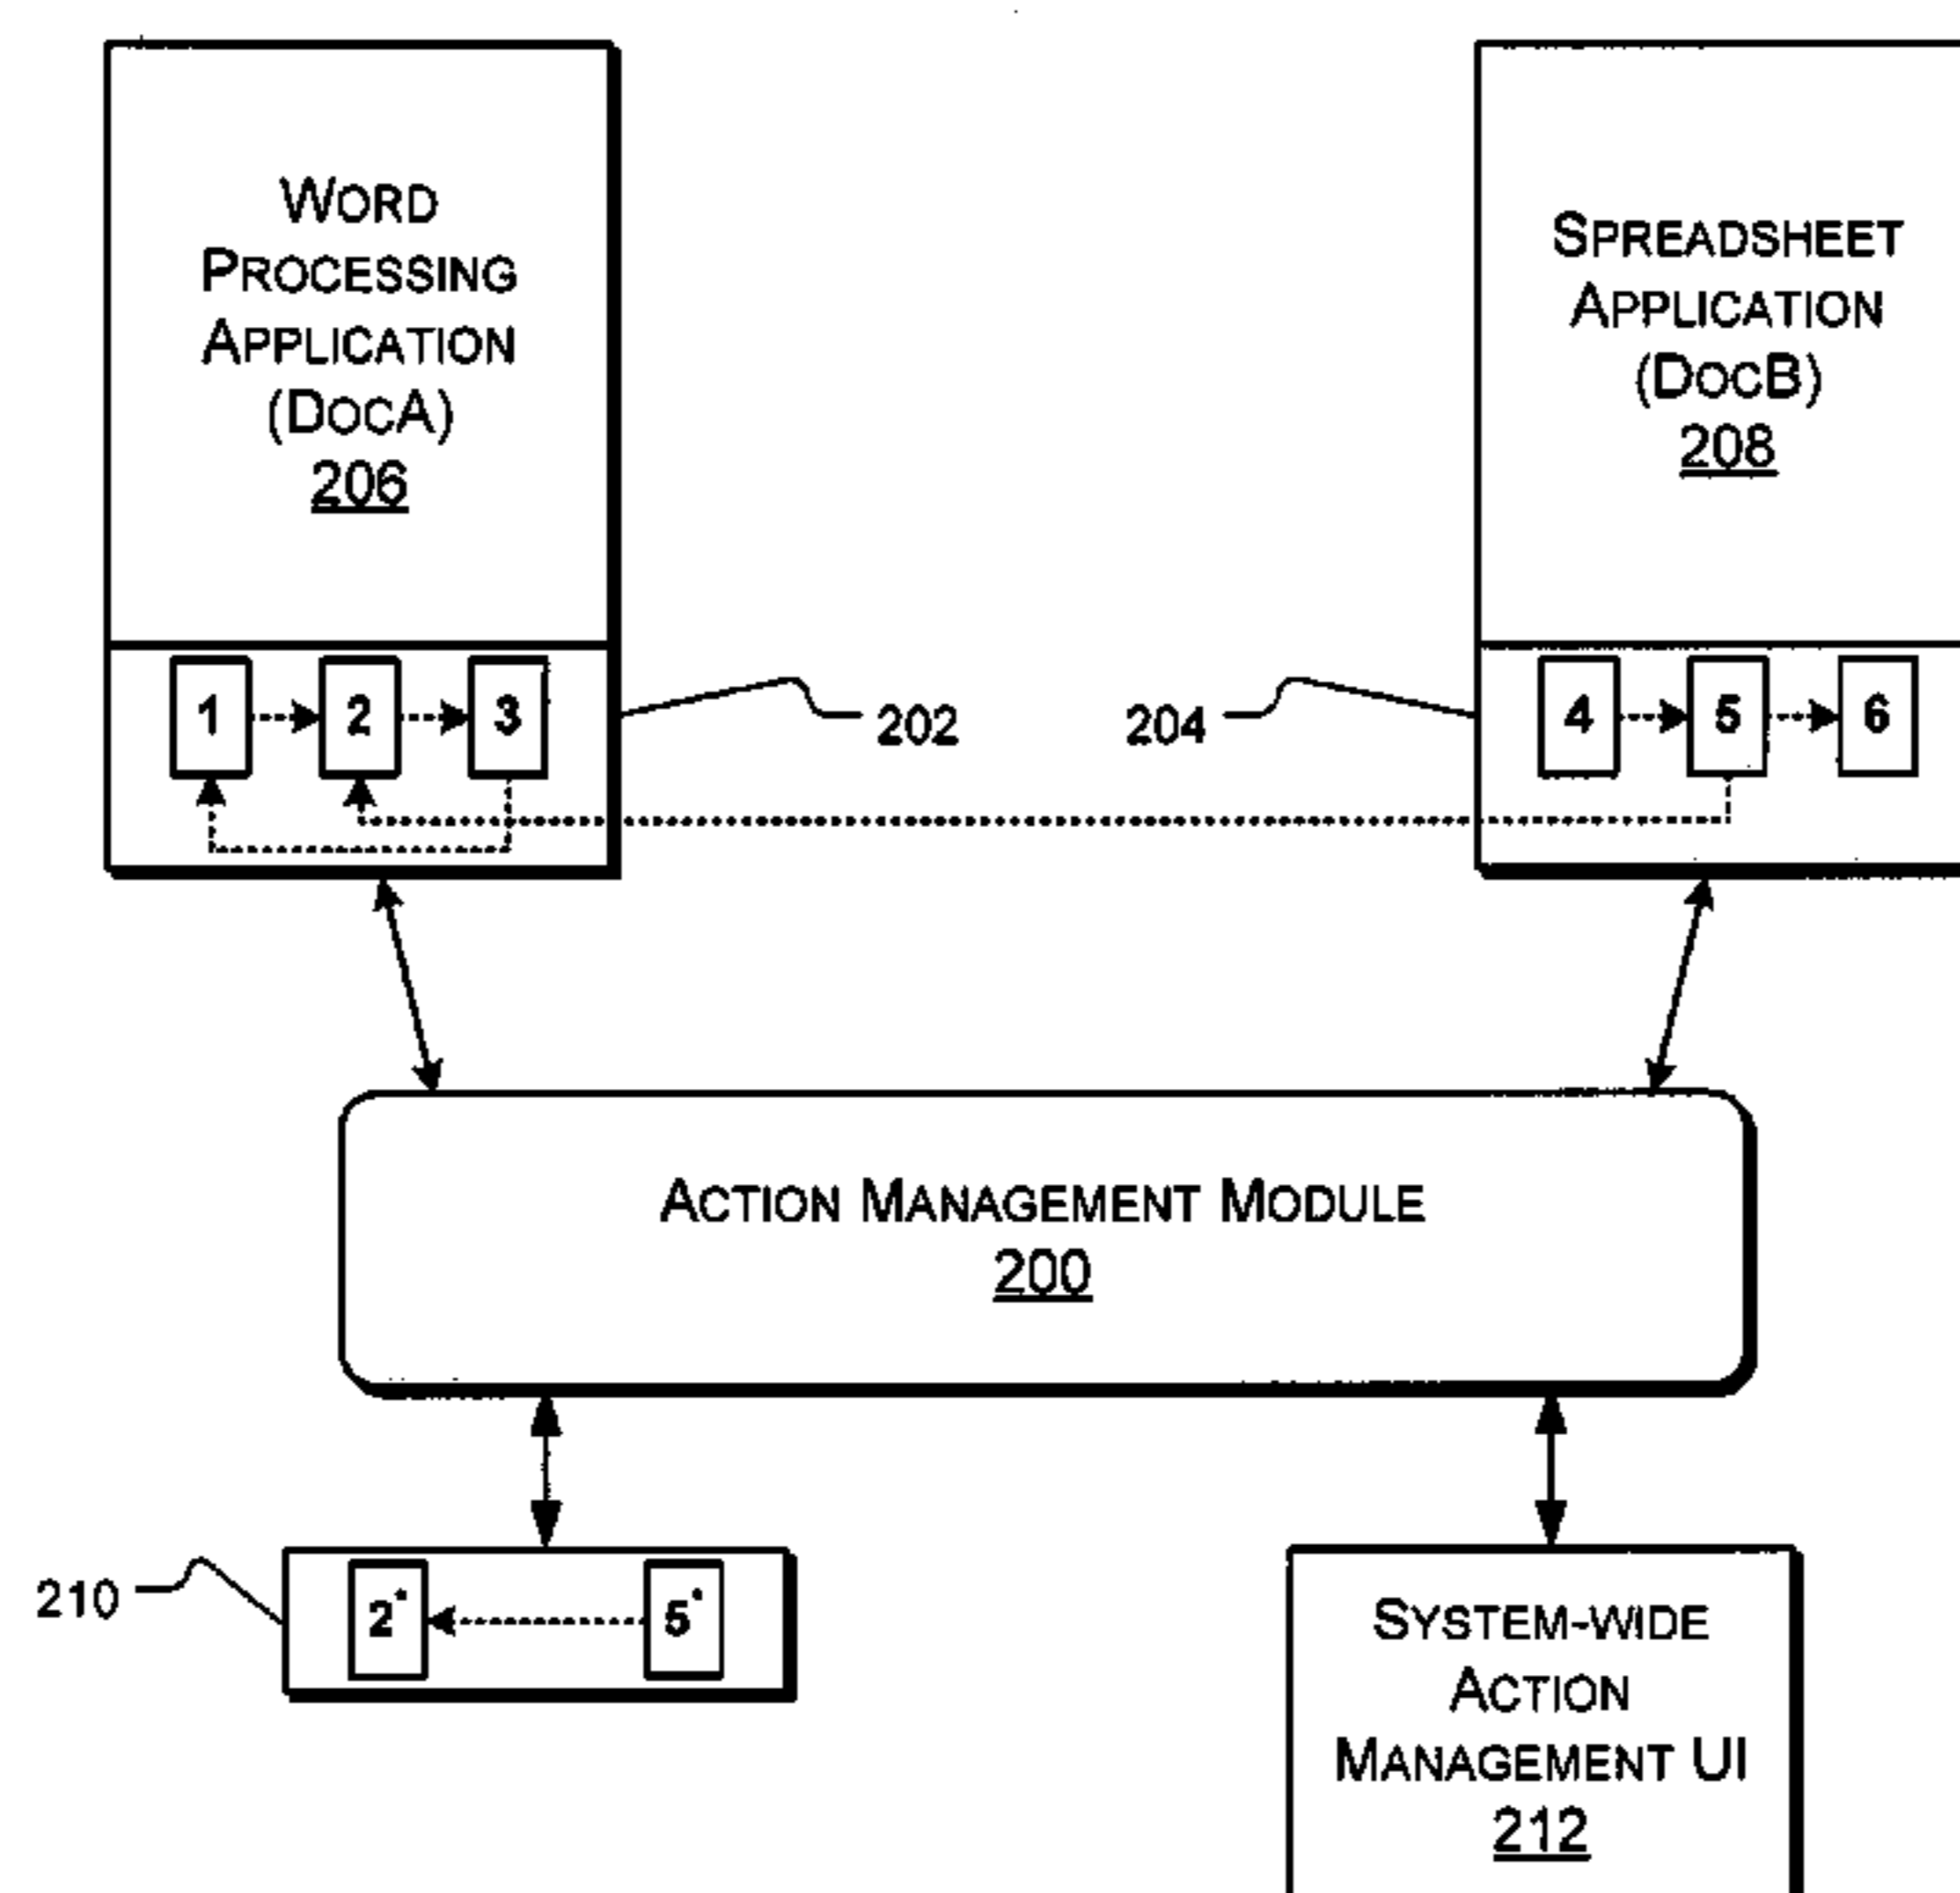 WORD
PROCESSING
APPLICATION
(DOCA)
206
SPREADSHEET
APPLICATION
(DOCB)
208
1
2
3
202
204
4
5
6
ACTION MANAGEMENT MODULE
200
210
2*
5*
SYSTEM-WIDE
ACTION
MANAGEMENT UI
212